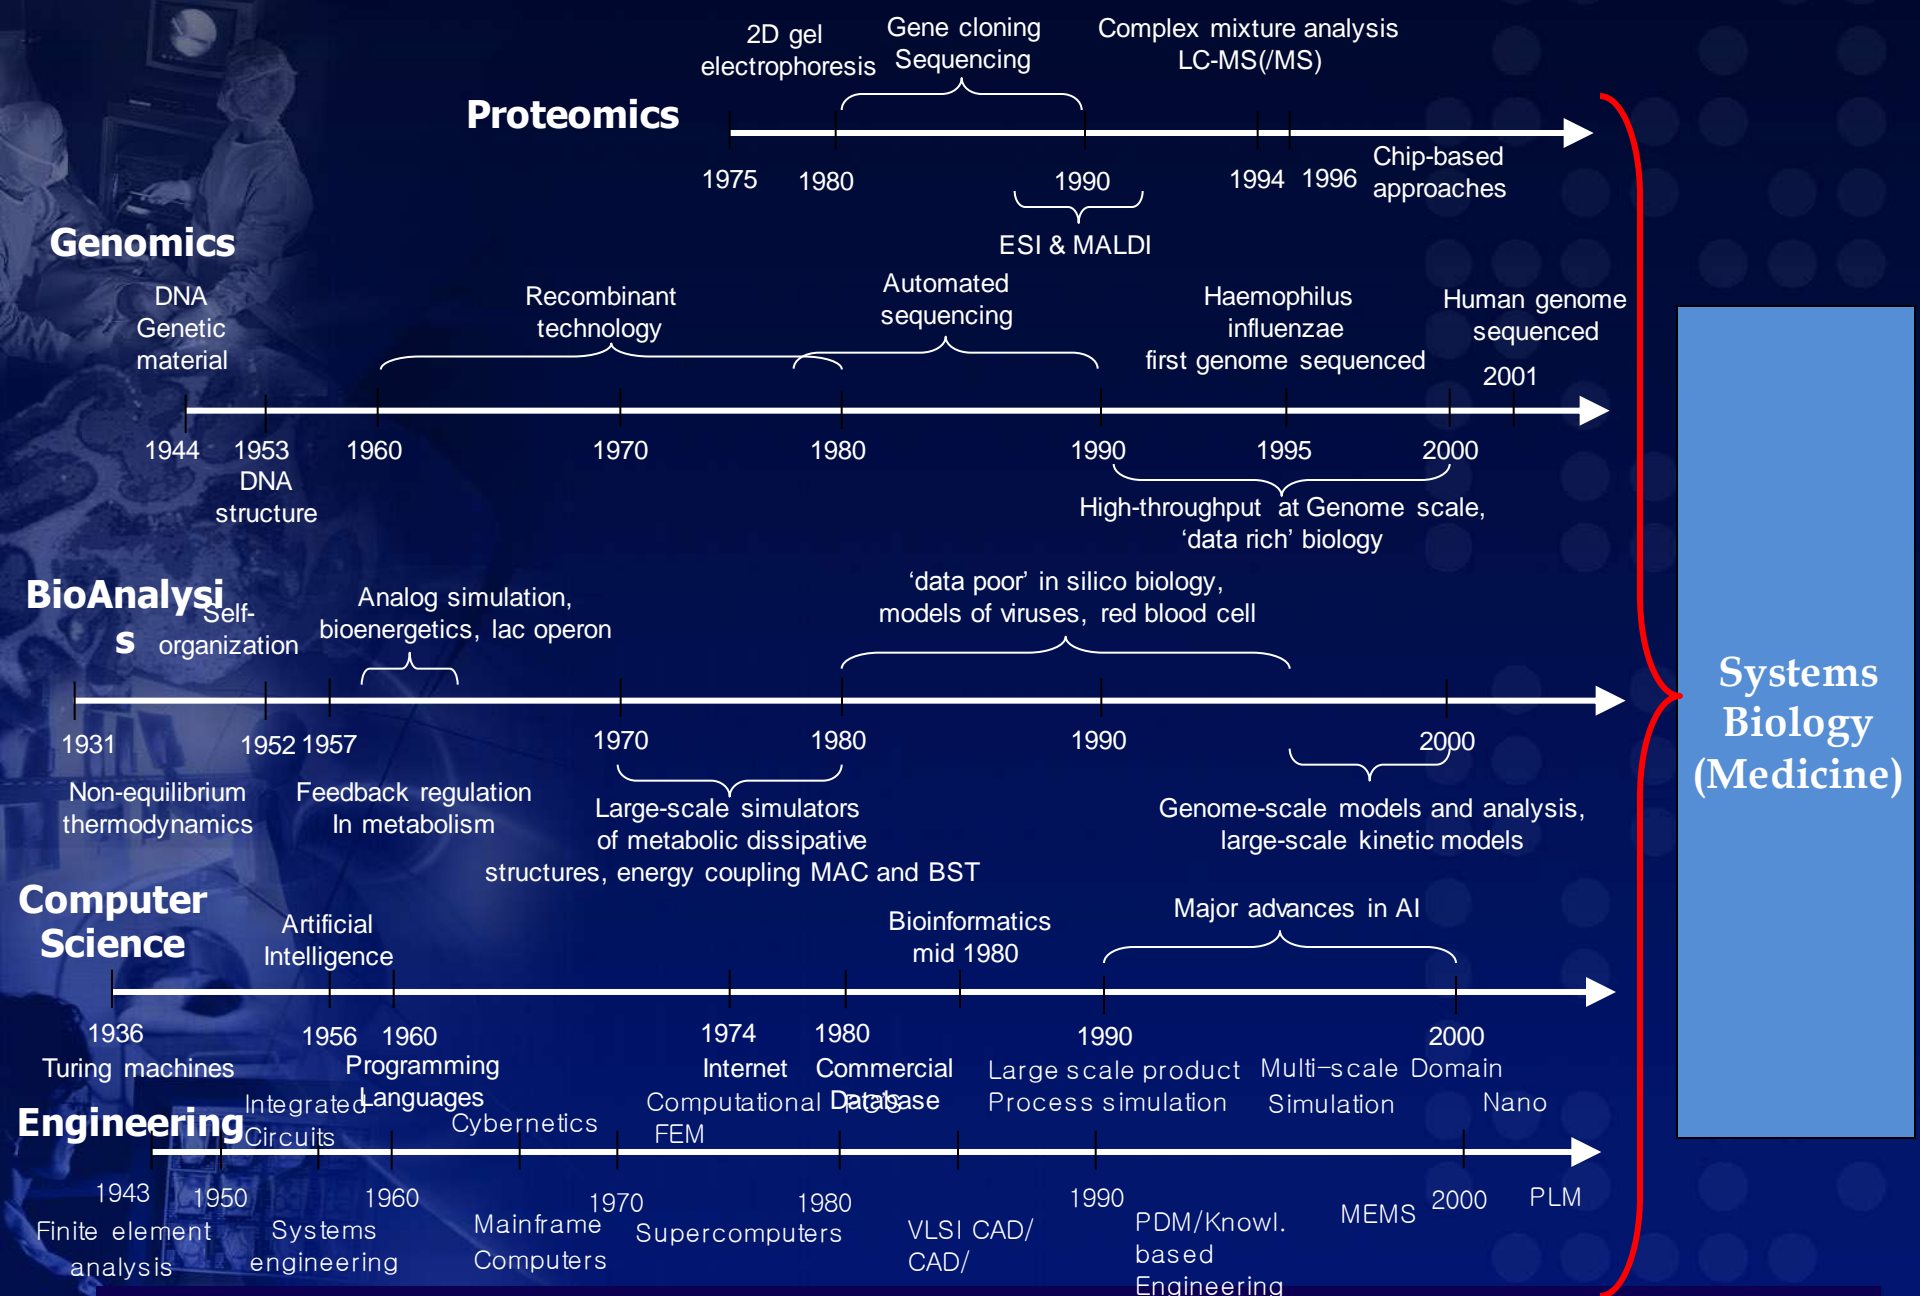 2D gel
electrophoresis
Gene cloning
Sequencing
Complex mixture analysis
LC-MS(/MS)
Proteomics
1975
1980
1990
1994
1996
Chip-based
approaches
ESI & MALDI
Genomics
DNA
Genetic
material
Recombinant
technology
Automated
sequencing
Haemophilus
influenzae
first genome sequenced
Human genome
sequenced
2001
1944
1953
1960
1970
1980
1990
1995
2000
DNA
structure
High-throughput at Genome scale,
‘data rich’ biology
BioAnalysi
s
Self-
organization
Analog simulation,
bioenergetics, lac operon
‘data poor’ in silico biology,
models of viruses, red blood cell
1931
1952
1957
1970
1980
1990
2000
Non-equilibrium
thermodynamics
Feedback regulation
In metabolism
Large-scale simulators
of metabolic dissipative
structures, energy coupling MAC and BST
Genome-scale models and analysis,
large-scale kinetic models
Computer
Science
Artificial
Intelligence
Bioinformatics
mid 1980
Major advances in AI
1936
1956
1960
1974
1980
1990
2000
Turing machines
Programming
Languages
Internet
Commercial
Database
Engineering
Integrated
Circuits
Cybernetics
Computational
FEM
PC'S
Large scale product
Process simulation
Multi-scale Domain
Simulation
Nano
1943
1950
1960
1970
1980
1990
2000
PLM
Finite element
analysis
Systems
engineering
Mainframe
Computers
Supercomputers
VLSI CAD/
CAD/
PDM/Knowl.
based
Engineering
MEMS
Systems
Biology
(Medicine)